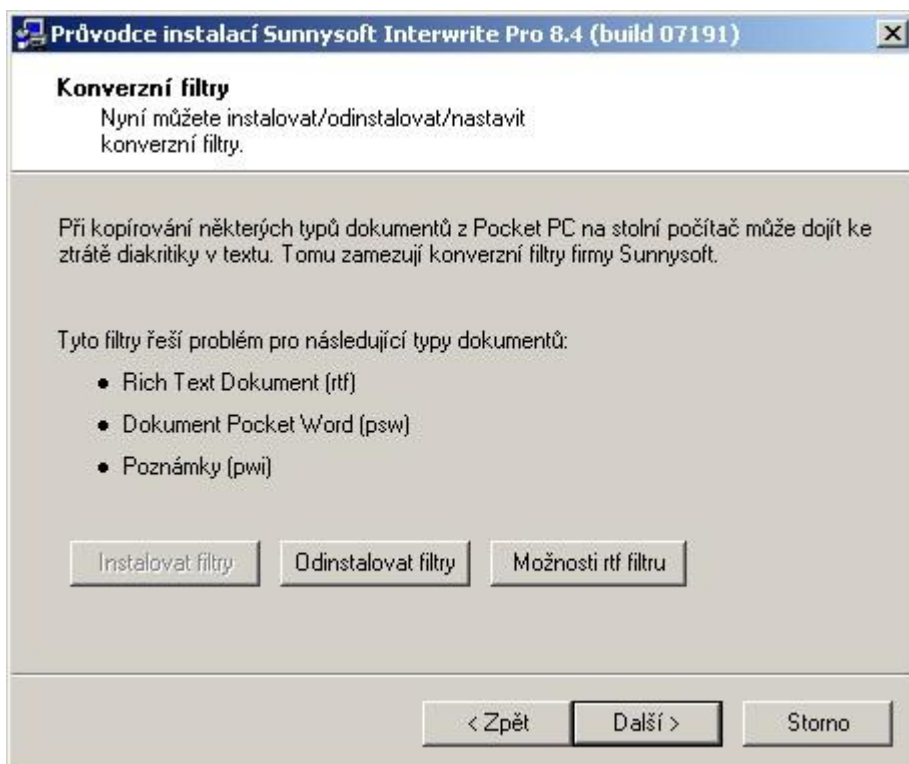 Průvodce instalací Sunnysoft Interwrite Pro 8.4 (build 07191)
Konverzní filtry
Nyní můžete instalovat/odinstalovat/nastavit
konverzní filtry.
Při kopírování některých typů dokumentů z Pocket PC na stolní počítač může dojít ke
ztrátě diakritiky v textu. Tomu zamezují konverzní filtry firmy Sunnysoft.
Tyto filtry řeší problém pro následující typy dokumentů:
● Rich Text Dokument (rtf)
● Dokument Pocket Word (psw)
● Poznámky (pwi)
Instalovat filtry Odinstalovat filtry Možnosti rtf filtru
< Zpět Další > Storno